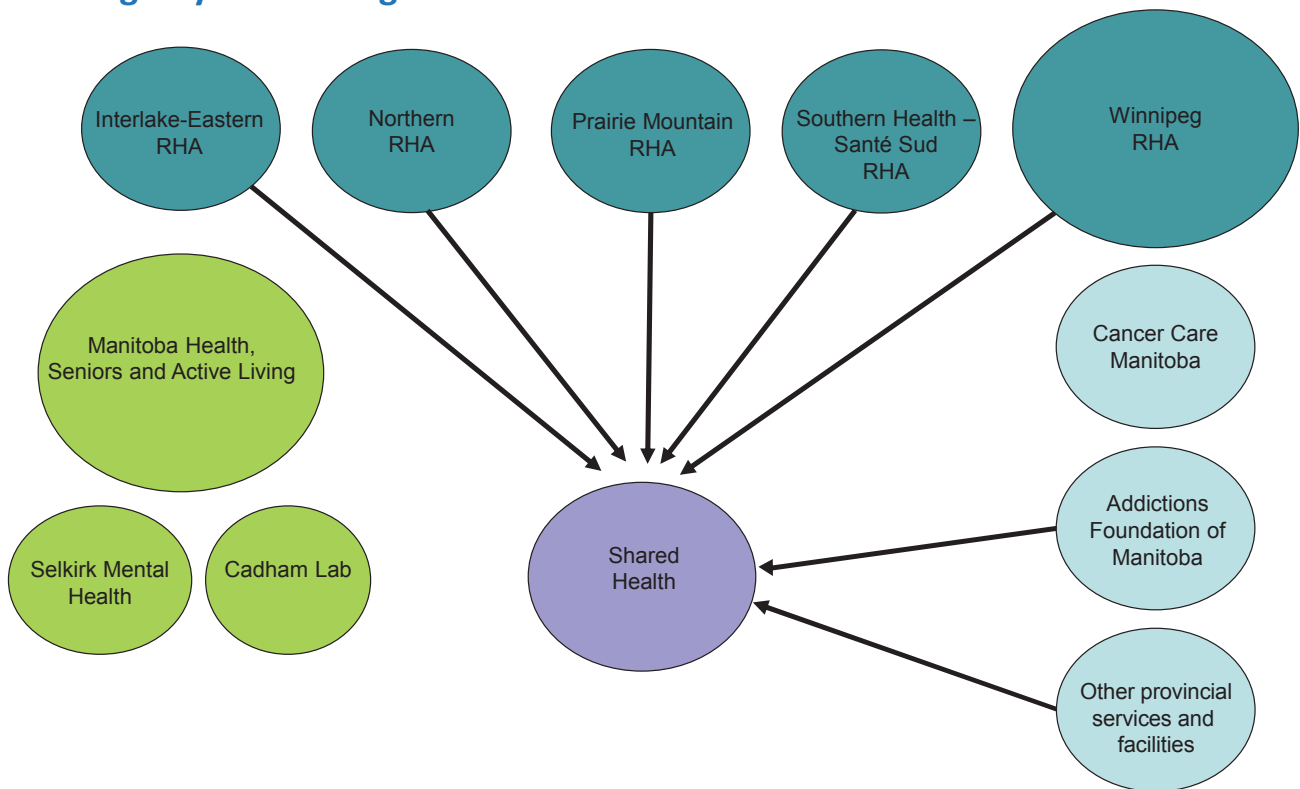 Interlake-Eastern
RHA
Northern
RHA
Prairie Mountain
RHA
Southern Health –
Santé Sud
RHA
Winnipeg
RHA
Manitoba Health,
Seniors and Active Living
Cancer Care
Manitoba
Selkirk Mental
Health
Cadham Lab
Shared
Health
Addictions
Foundation of
Manitoba
Other provincial
services and
facilities